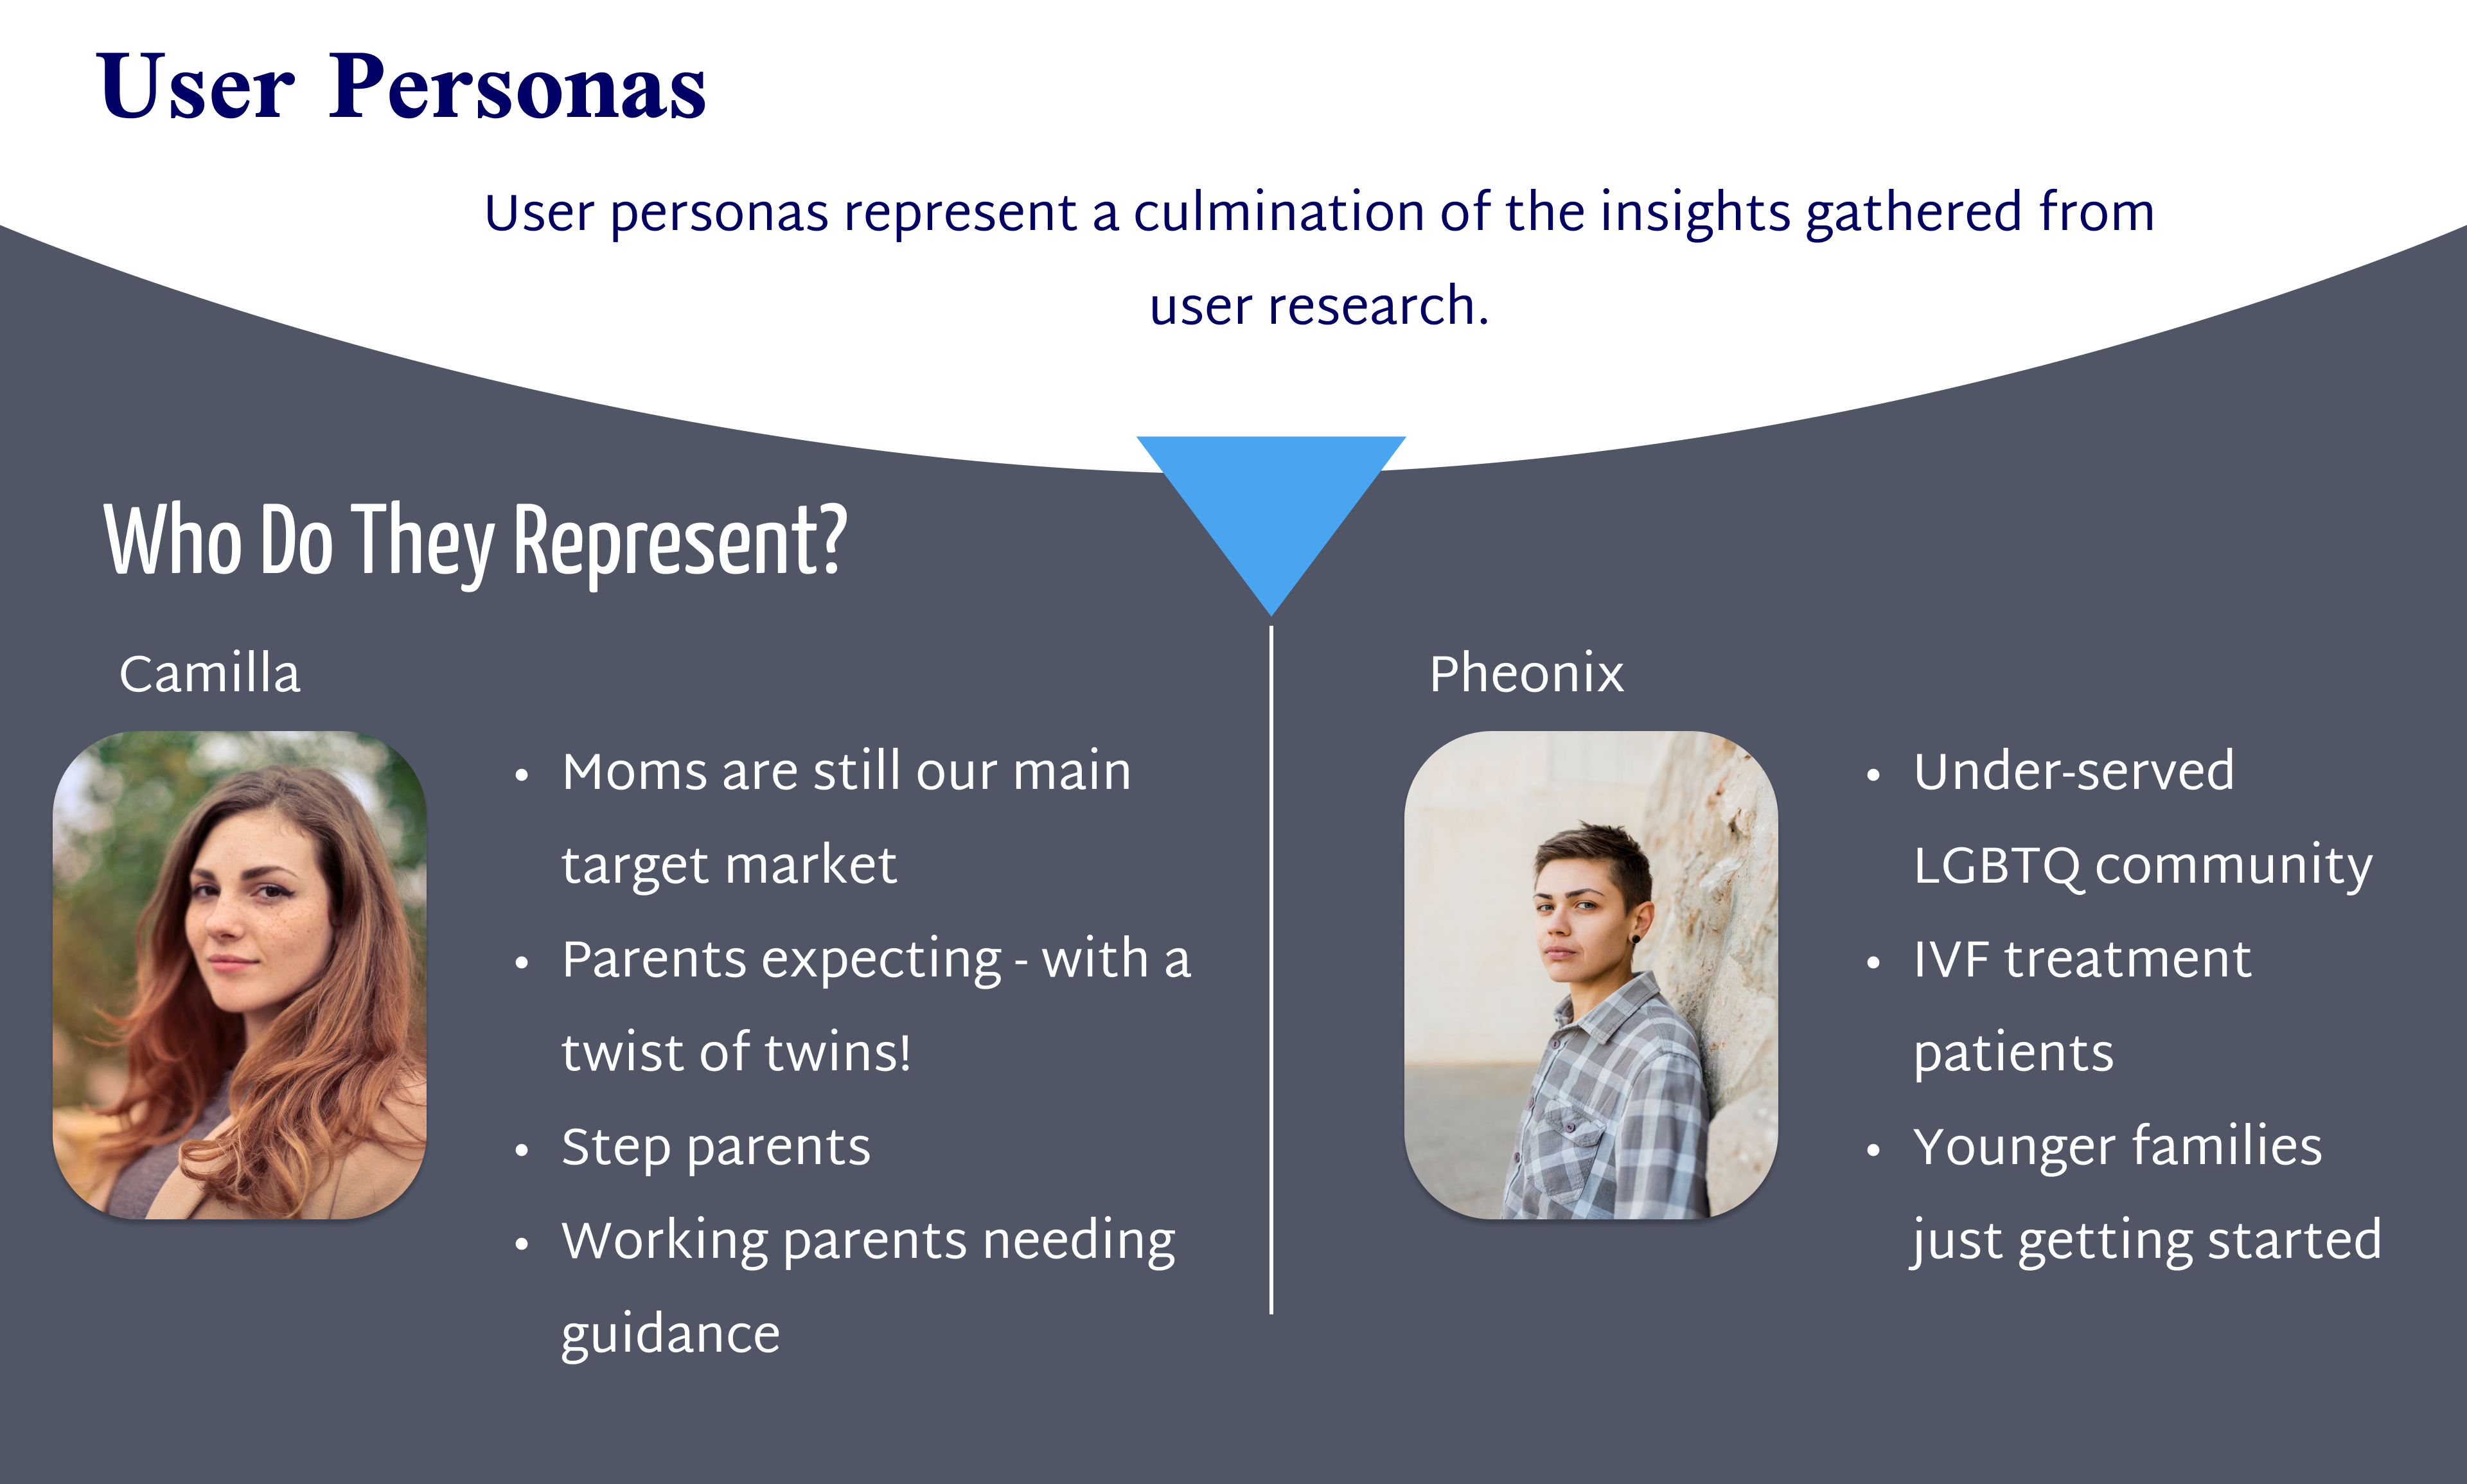 User Personas
User personas represent a culmination of the insights gathered from
user research.
Who Do They Represent?
Camilla
• Moms are still our main
target market
• Parents expecting - with a
twist of twins!
• Step parents
• Working parents needing
guidance
Pheonix
• Under-served
LGBTQ community
• IVF treatment
patients
• Younger families
just getting started